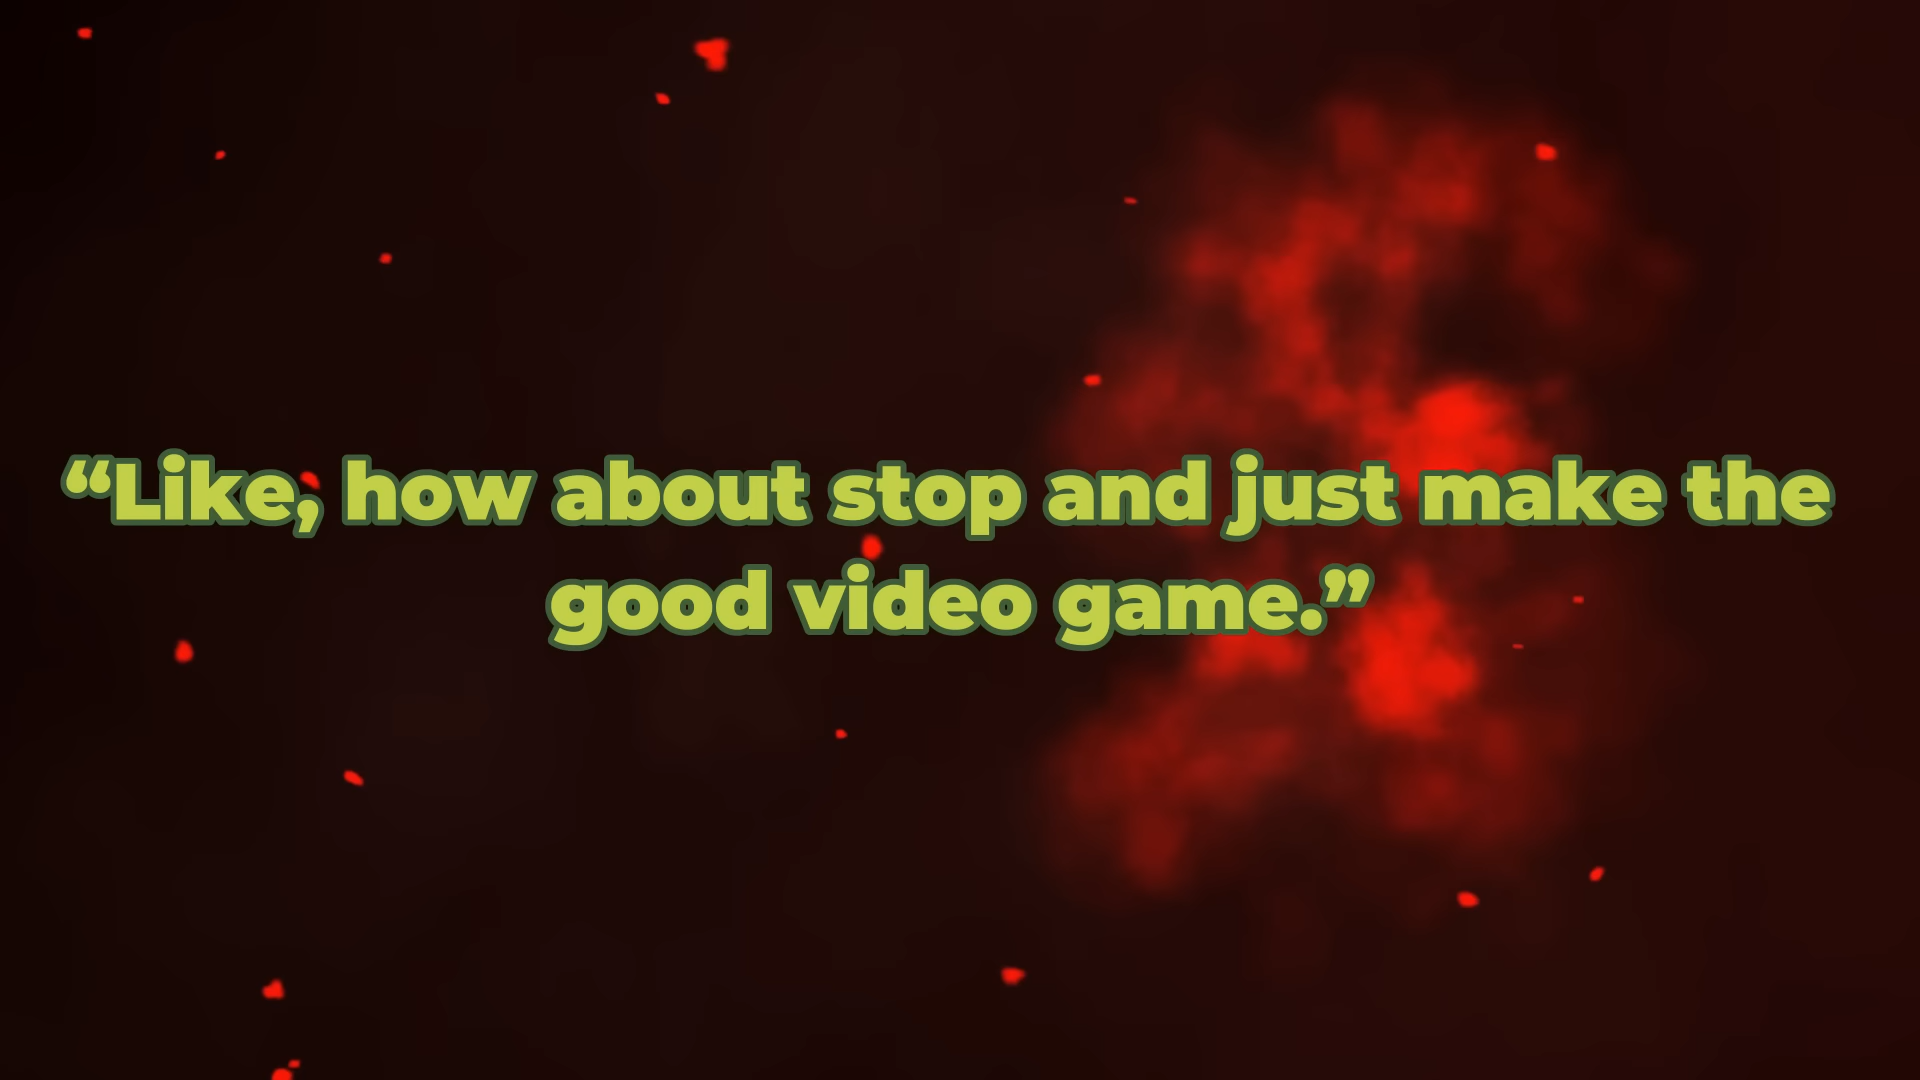 “Like, how about stop and just make the
good video game.”